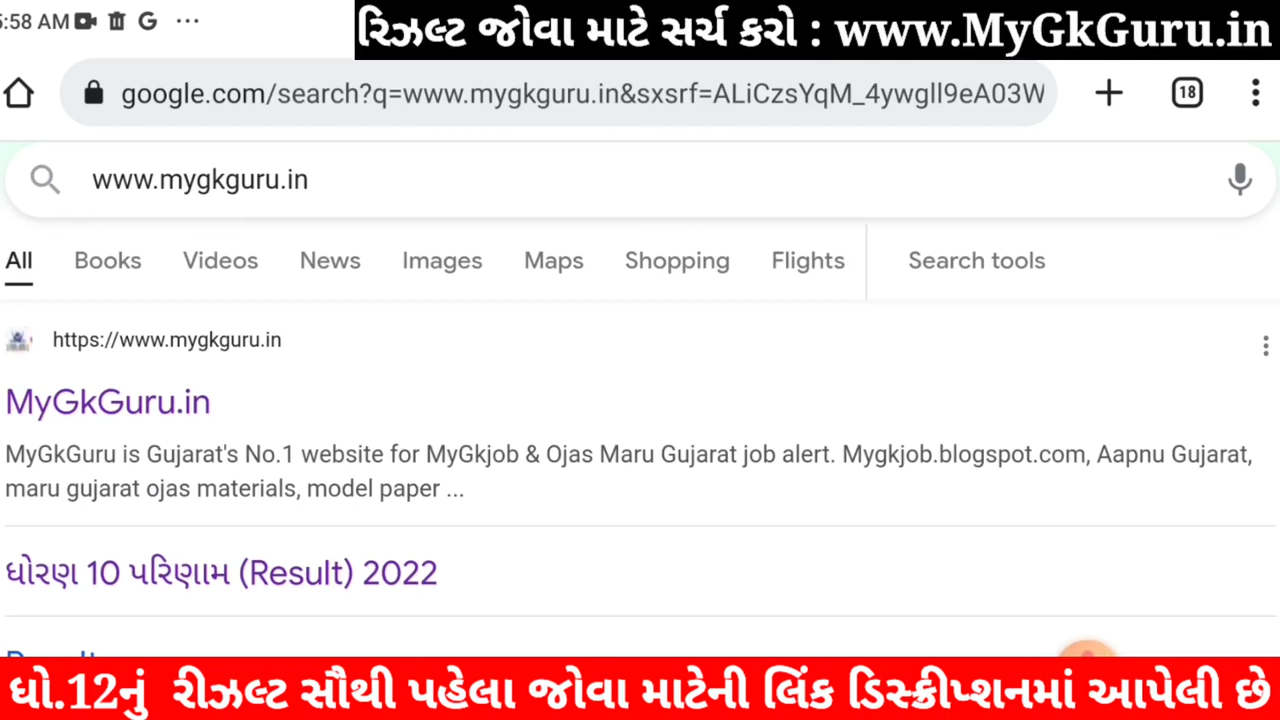 5:58 AM G ...
રિઝલ્ટ જોવા માટે સર્ચ કરો : www.MyGkGuru.in
google.com/search?q=www.mygkguru.in&sxsrf=ALiCzsYqM_4ywgll9eA03W
18
www.mygkguru.in
All Books Videos News Images Maps Shopping Flights Search tools
https://www.mygkguru.in
MyGkGuru.in
MyGkGuru is Gujarat's No.1 website for MyGkjob & Ojas Maru Gujarat job alert. Mygkjob.blogspot.com, Aapnu Gujarat,
maru gujarat ojas materials, model paper ...
ધોરણ 10 પરિણામ (Result) 2022
ધો.12નું રીઝલ્ટ સૌથી પહેલા જોવા માટેની લિંક ડિસ્ક્રીપ્શનમાં આપેલી છે